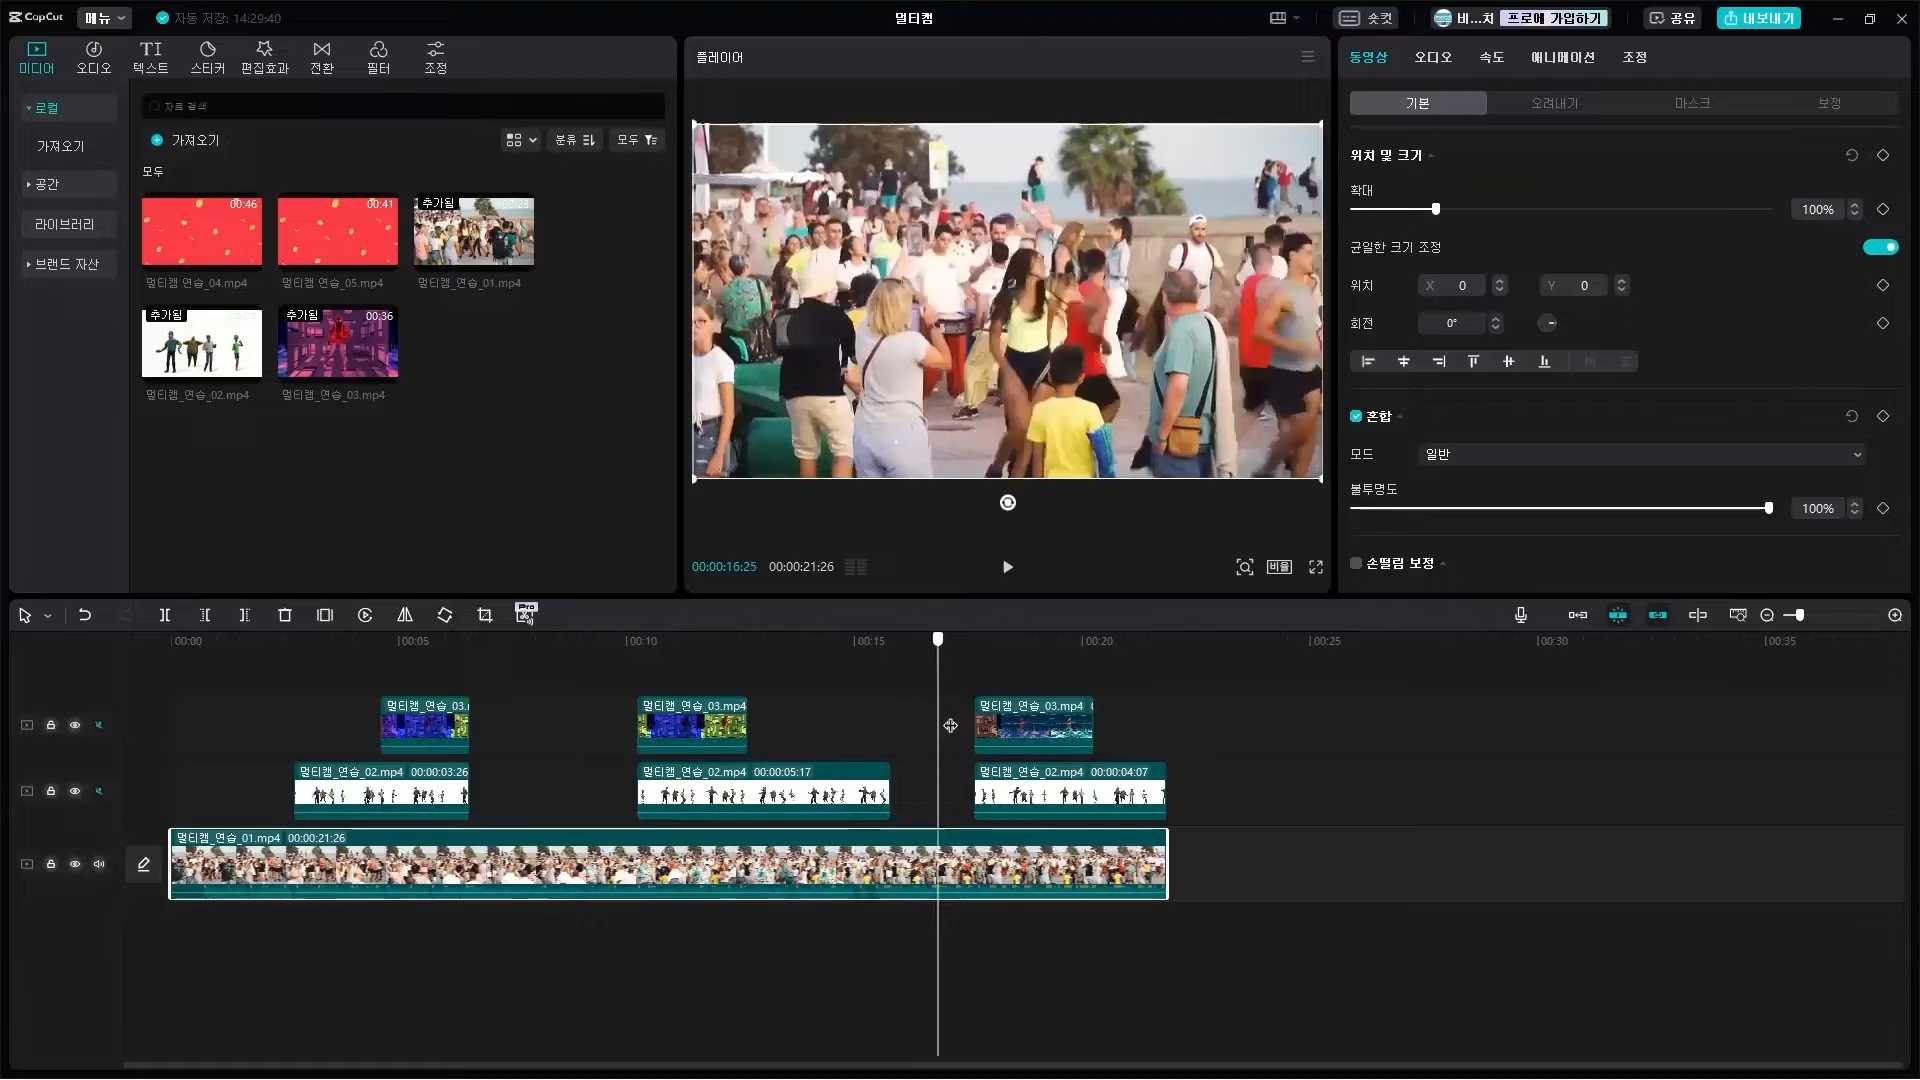 CapCut
메뉴
자동 저장: 14:29:40
멀티캠
숏컷
비...치
프로에 가입하기
공유
내보내기
미디어
오디오
텍스트
스티커
편집효과
전환
필터
조정
로컬
가져오기
공간
라이브러리
브랜드 자산
자료 검색
가져오기
분류
모두
모두
00:46
멀티캠 연습_04.mp4
00:41
멀티캠 연습_05.mp4
추가됨
멀티캠_연습_01.mp4
추가됨
멀티캠_연습_02.mp4
추가됨
00:36
멀티캠_연습_03.mp4
플레이어
00:00:16:25
00:00:21:26
비율
동영상
오디오
속도
애니메이션
조정
기본
오려내기
마스크
보정
위치 및 크기
확대
100%
균일한 크기 조정
위치
X 0
Y 0
회전
0°
혼합
모드
일반
불투명도
100%
손떨림 보정
Pro
00:00
00:05
00:10
00:15
00:20
00:25
00:30
00:35
멀티캠_연습_03.
멀티캠_연습_03.mp4
멀티캠_연습_03.mp4
멀티캠_연습_02.mp4 00:00:03:26
멀티캠_연습_02.mp4 00:00:05:17
멀티캠_연습_02.mp4 00:00:04:07
멀티캠_연습_01.mp4 00:00:21:26